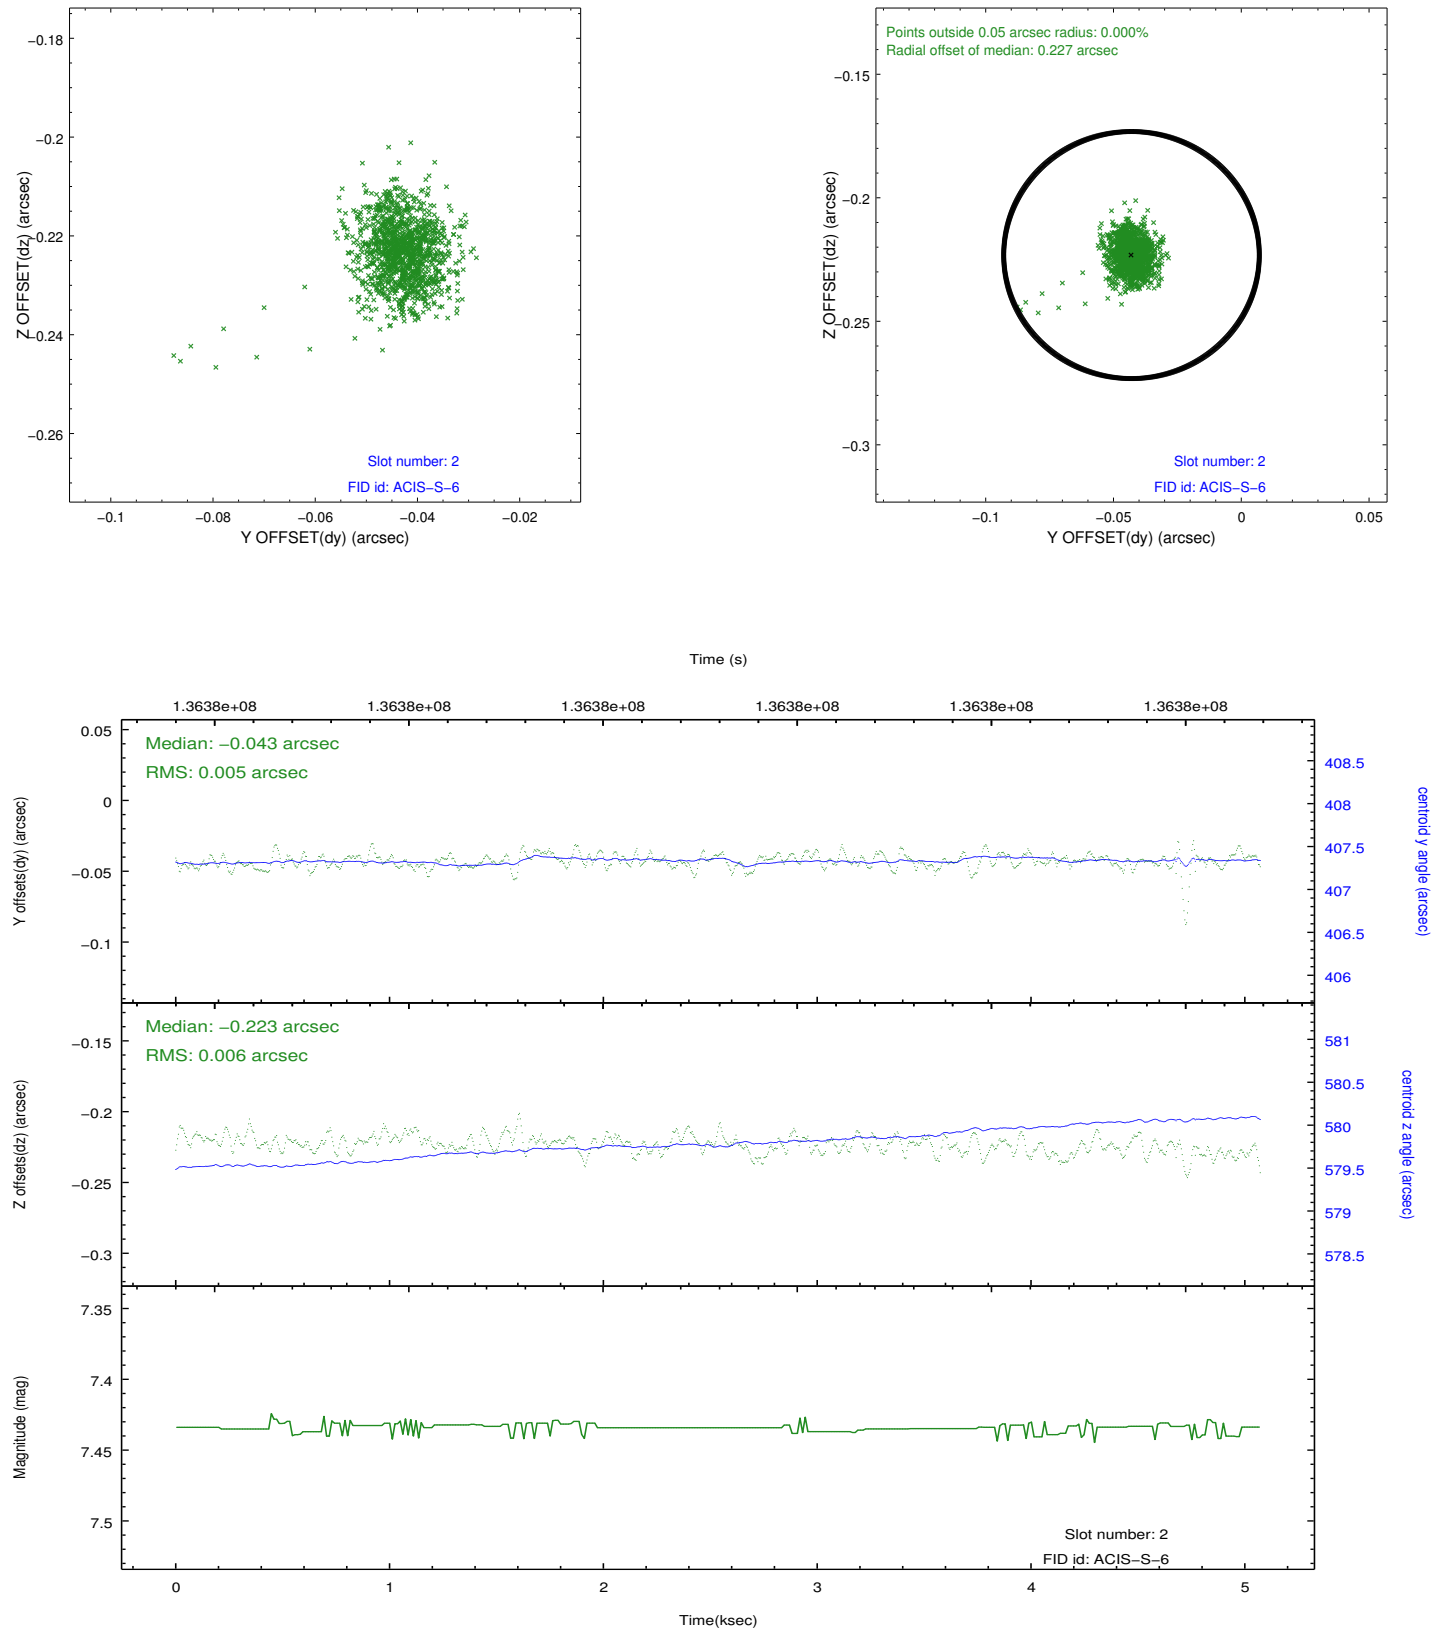 −0.18
−0.2
−0.22
−0.24
−0.26
Z OFFSET(dz) (arcsec)
Slot number: 2
FID id: ACIS−S−6
−0.1
−0.08
−0.06
−0.04
−0.02
Y OFFSET(dy) (arcsec)
Points outside 0.05 arcsec radius: 0.000%
Radial offset of median: 0.227 arcsec
−0.15
−0.2
−0.25
−0.3
Z OFFSET(dz) (arcsec)
Slot number: 2
FID id: ACIS−S−6
−0.1
−0.05
0
0.05
Y OFFSET(dy) (arcsec)
Time (s)
1.3638e+08
1.3638e+08
1.3638e+08
1.3638e+08
1.3638e+08
1.3638e+08
Median: −0.043 arcsec
RMS: 0.005 arcsec
0.05
0
−0.05
−0.1
Y offsets(dy) (arcsec)
408.5
408
407.5
407
406.5
406
centroid y angle (arcsec)
Median: −0.223 arcsec
RMS: 0.006 arcsec
−0.15
−0.2
−0.25
−0.3
Z offsets(dz) (arcsec)
581
580.5
580
579.5
579
578.5
centroid z angle (arcsec)
7.35
7.4
7.45
7.5
Magnitude (mag)
Slot number: 2
FID id: ACIS−S−6
0
1
2
3
4
5
Time(ksec)